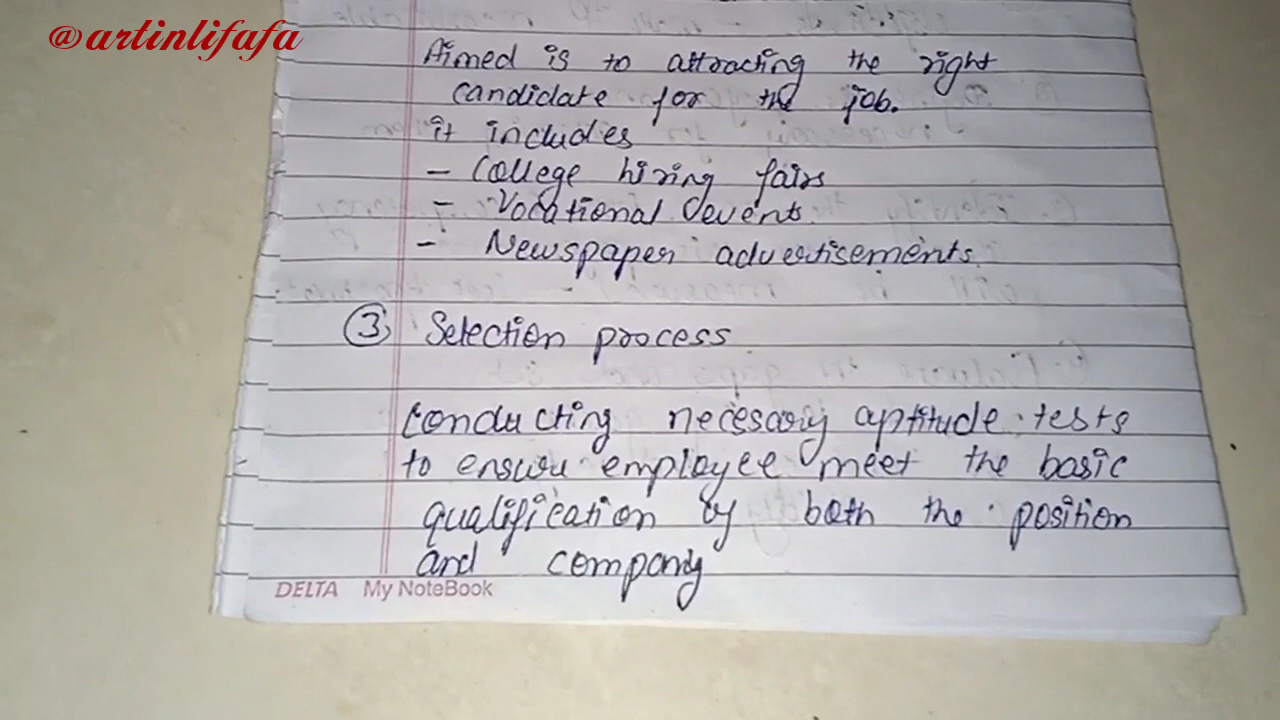 @artinlifafa
Aimed is to attracting the right
candidate for the job.
it includes
- College hiring fairs
- Vocational events.
- Newspaper advertisements.
③ Selection process
Conducting necessary aptitude tests
to ensure employee meet the basic
qualification by both the position
and company
DELTA My NoteBook